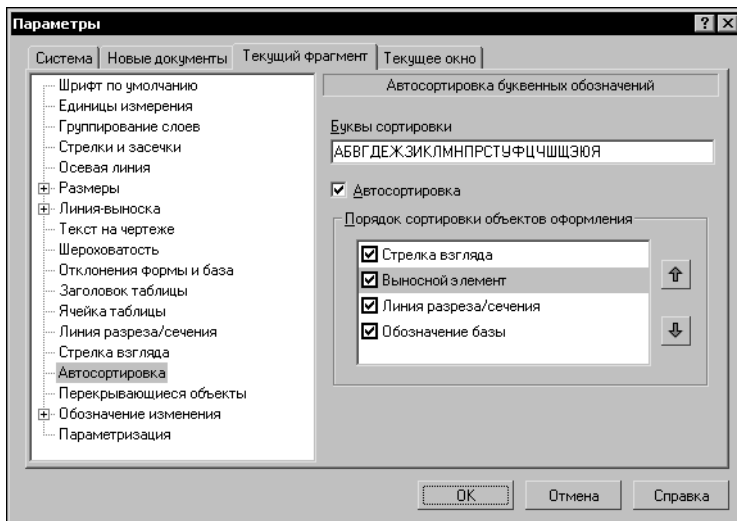 Параметры
Система
Новые документы
Текущий фрагмент
Текущее окно
Шрифт по умолчанию
Единицы измерения
Группирование слоев
Стрелки и засечки
Осевая линия
Размеры
Линия-выноска
Текст на чертеже
Шероховатость
Отклонения формы и база
Заголовок таблицы
Ячейка таблицы
Линия разреза/сечения
Стрелка взгляда
Автосортировка
Перекрывающиеся объекты
Обозначение изменения
Параметризация
Автосортировка буквенных обозначений
Буквы сортировки
АБВГДЕЖЗИКЛМНПРСТУФЦЧШЩЭЮЯ
Автосортировка
Порядок сортировки объектов оформления
Стрелка взгляда
Выносной элемент
Линия разреза/сечения
Обозначение базы
OK
Отмена
Справка